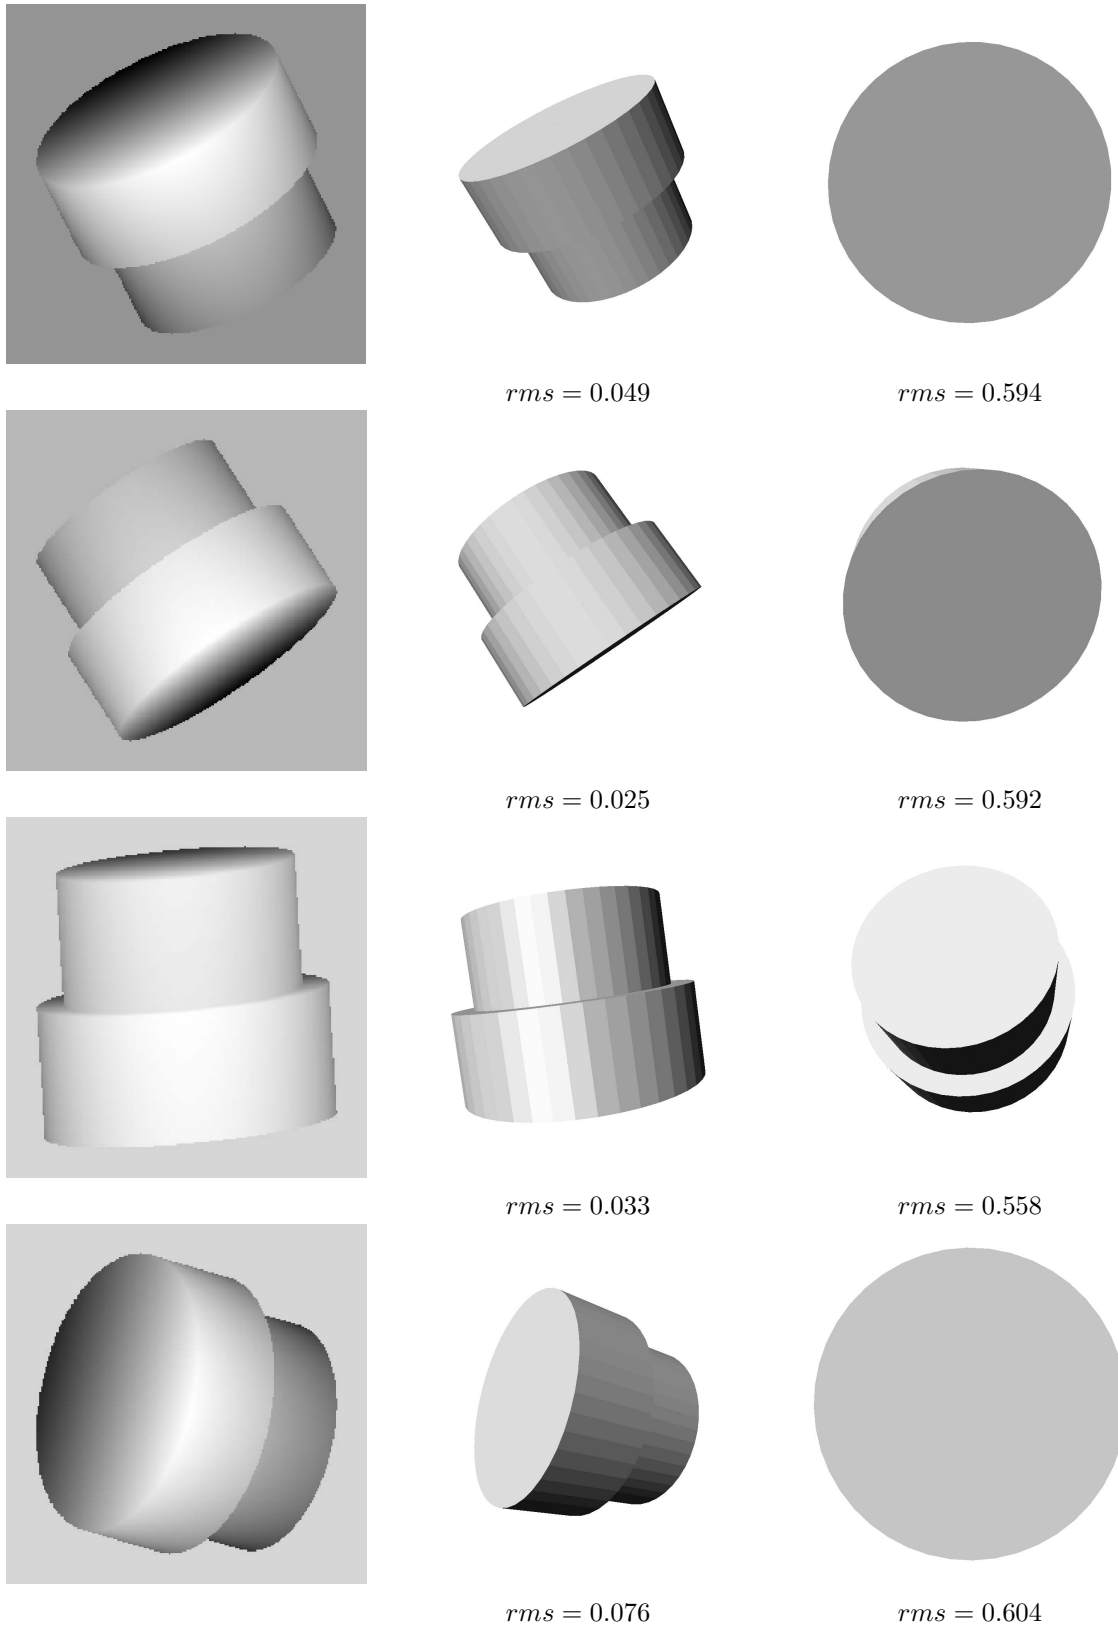 rms = 0.049
rms = 0.594
rms = 0.025
rms = 0.592
rms = 0.033
rms = 0.558
rms = 0.076
rms = 0.604